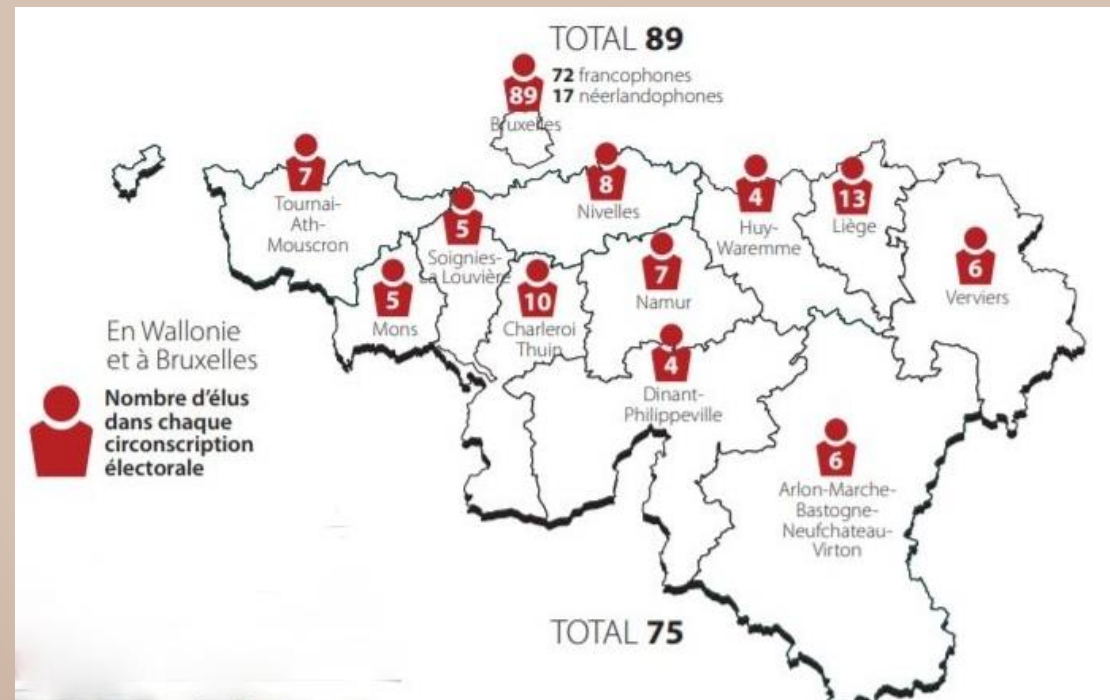 TOTAL 89
72 francophones
17 néerlandophones
89
Bruxelles
7
Tournai-
Ath-
Mouscron
5
Soignies-
La Louvière
8
Nivelles
4
Huy-
Waremme
13
Liège
6
Verviers
5
Mons
10
Charleroi
Thuin
7
Namur
4
Dinant-
Philippeville
6
Arlon-Marche-
Bastogne-
Neufchateau-
Virton
En Wallonie
et à Bruxelles
Nombre d'élus
dans chaque
circonscription
électorale
TOTAL 75